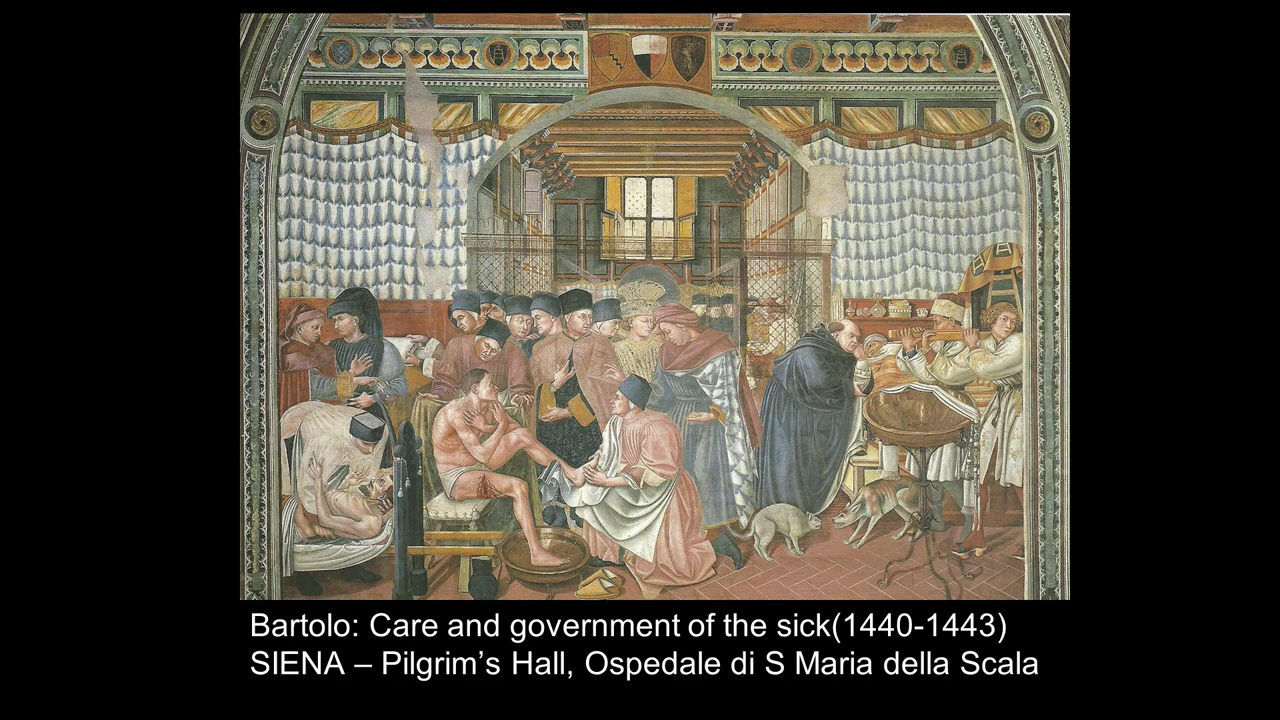 Bartolo: Care and government of the sick(1440-1443)
SIENA – Pilgrim’s Hall, Ospedale di S Maria della Scala